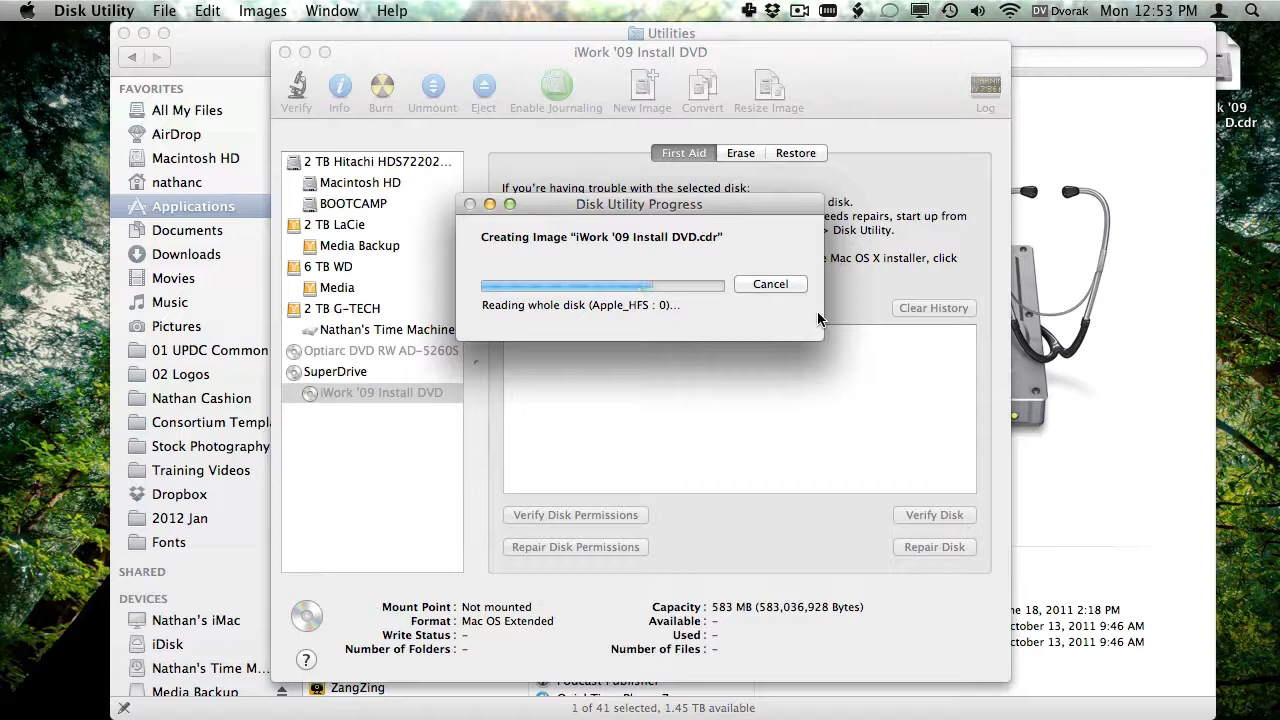 Disk Utility File Edit Images Window Help
DV Dvorak Mon 12:53 PM
Utilities
iWork '09 Install DVD
Verify Info Burn Unmount Eject Enable Journaling New Image Convert Resize Image Log
FAVORITES
All My Files
AirDrop
Macintosh HD
nathanc
Applications
Documents
Downloads
Movies
Music
Pictures
01 UPDC Common
02 Logos
Nathan Cashion
Consortium Templ
Stock Photography
Training Videos
Dropbox
2012 Jan
Fonts
SHARED
DEVICES
Nathan's iMac
iDisk
Nathan's Time M...
Media Backup
2 TB Hitachi HDS72202...
Macintosh HD
BOOTCAMP
2 TB LaCie
Media Backup
6 TB WD
Media
2 TB G-TECH
Nathan's Time Machine
Optiarc DVD RW AD-5260S
SuperDrive
iWork '09 Install DVD
First Aid Erase Restore
If you're having trouble with the selected disk:
disk.
eeds repairs, start up from
> Disk Utility.
Mac OS X installer, click
Disk Utility Progress
Creating Image "iWork '09 Install DVD.cdr"
Cancel
Reading whole disk (Apple_HFS : 0)...
Clear History
Verify Disk Permissions Verify Disk
Repair Disk Permissions Repair Disk
Mount Point : Not mounted
Format : Mac OS Extended
Write Status : –
Number of Folders : –
Capacity : 583 MB (583,036,928 Bytes)
Available : –
Used : –
Number of Files : –
?
k '09
D.cdr
ne 18, 2011 2:18 PM
ctober 13, 2011 9:46 AM
ctober 13, 2011 9:46 AM
ZangZing
1 of 41 selected, 1.45 TB available